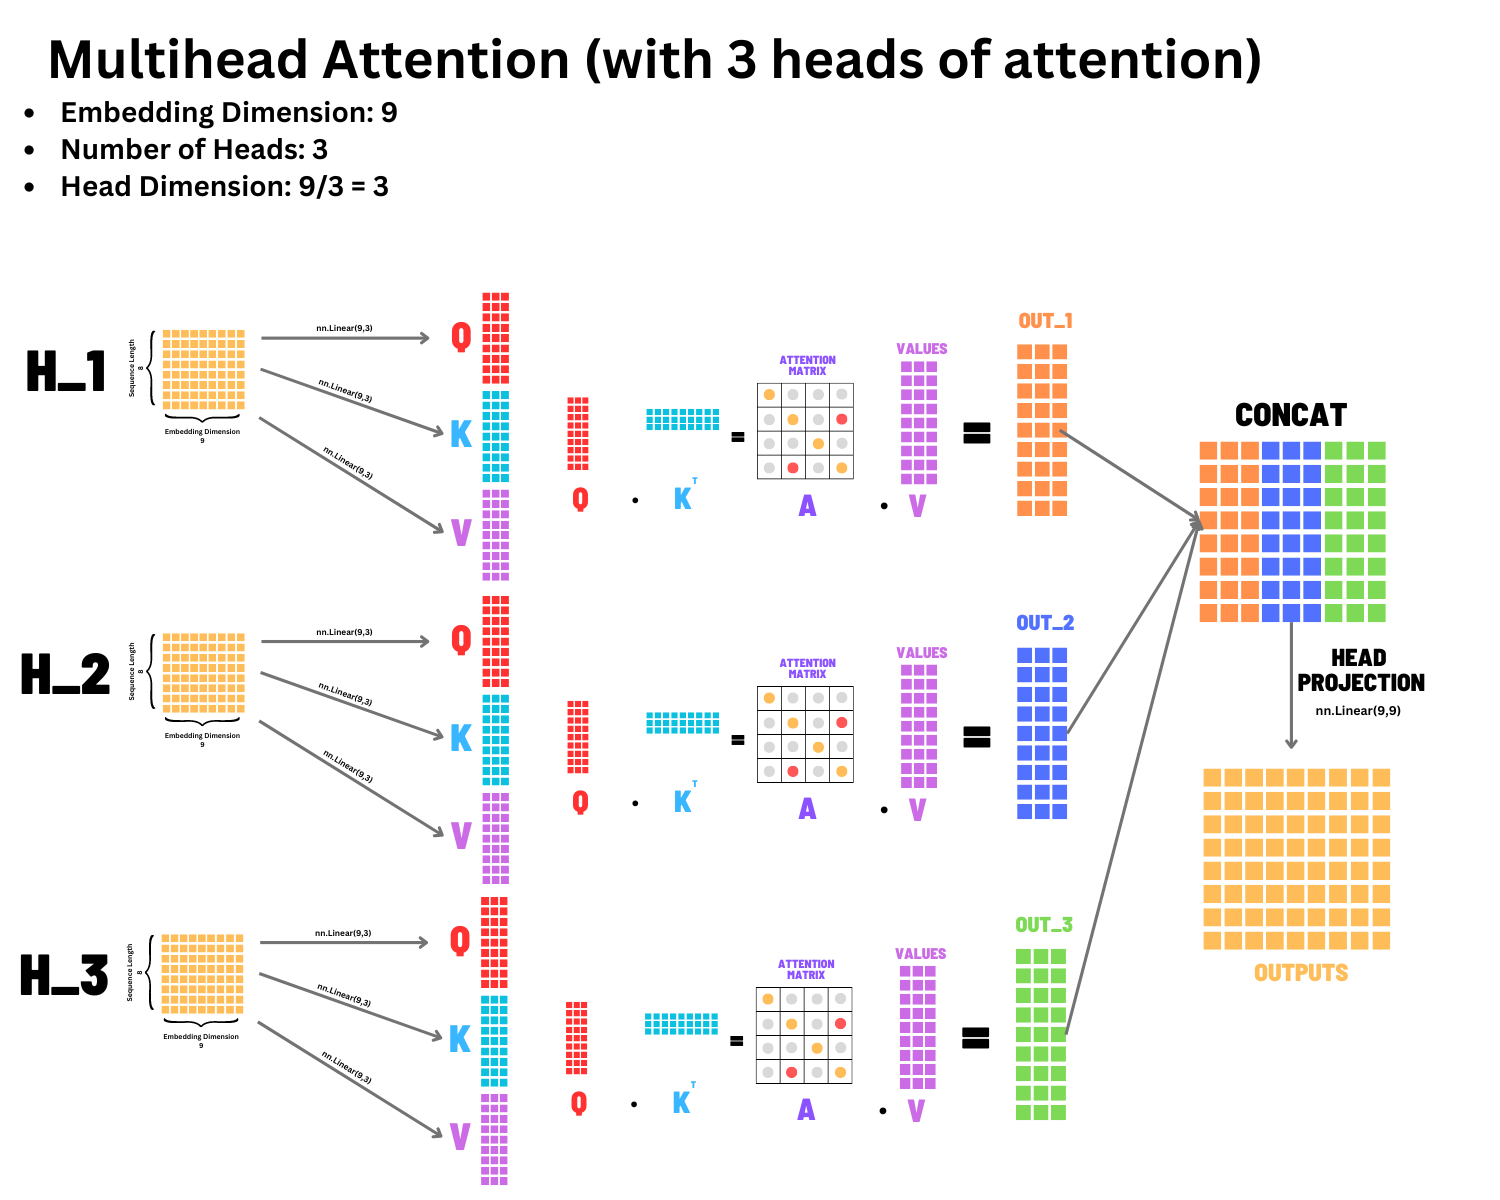 Multihead Attention (with 3 heads of attention)
• Embedding Dimension: 9
• Number of Heads: 3
• Head Dimension: 9/3 = 3
H_1
Sequence Length
8
Embedding Dimension
9
nn.Linear(9,3)
nn.Linear(9,3)
nn.Linear(9,3)
Q
K
V
Q . K^T
=
ATTENTION
MATRIX
A
.
VALUES
V
=
OUT_1
H_2
Sequence Length
8
Embedding Dimension
9
nn.Linear(9,3)
nn.Linear(9,3)
nn.Linear(9,3)
Q
K
V
Q . K^T
=
ATTENTION
MATRIX
A
.
VALUES
V
=
OUT_2
H_3
Sequence Length
8
Embedding Dimension
9
nn.Linear(9,3)
nn.Linear(9,3)
nn.Linear(9,3)
Q
K
V
Q . K^T
=
ATTENTION
MATRIX
A
.
VALUES
V
=
OUT_3
CONCAT
HEAD
PROJECTION
nn.Linear(9,9)
OUTPUTS